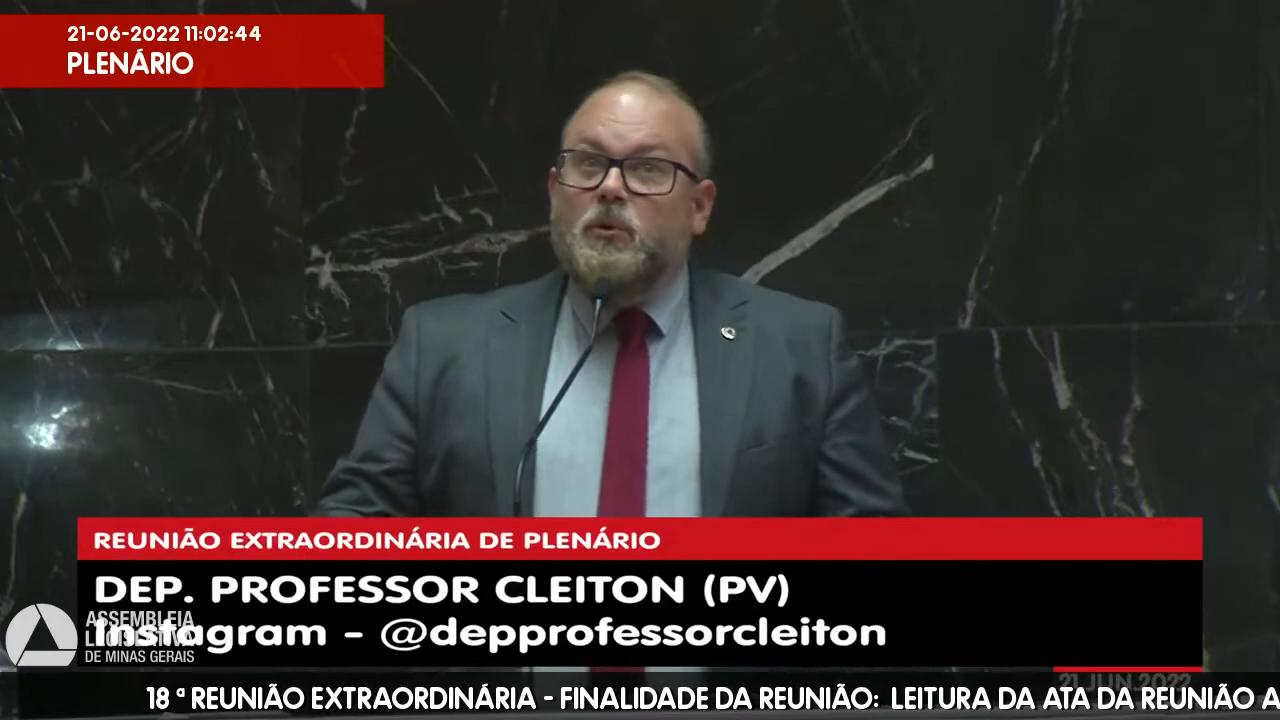 21-06-2022 11:02:44
PLENÁRIO
REUNIÃO EXTRAORDINÁRIA DE PLENÁRIO
DEP. PROFESSOR CLEITON (PV)
Instagram - @depprofessorcleiton
ASSEMBLEIA
LEGISLATIVA
DE MINAS GERAIS
21 JUN 2022
18 ª REUNIÃO EXTRAORDINÁRIA - FINALIDADE DA REUNIÃO: LEITURA DA ATA DA REUNIÃO A